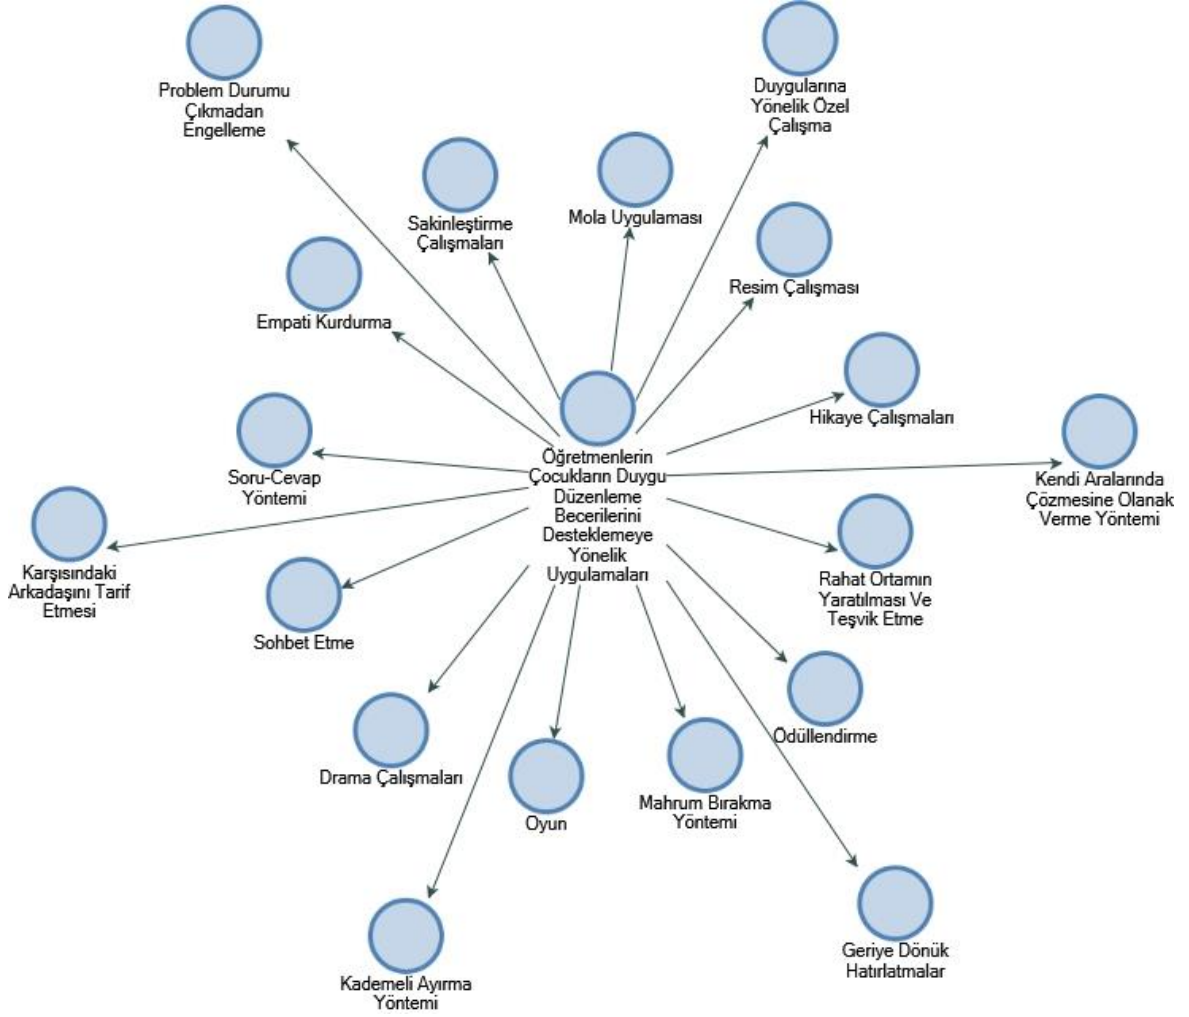 Problem Durumu
Çıkmadan
Engelleme
Duygularına
Yönelik Özel
Çalışma
Sakinleştirme
Çalışmaları
Mola Uygulaması
Resim Çalışması
Empati Kurdurma
Hikaye Çalışmaları
Soru-Cevap
Yöntemi
Öğretmenlerin
Çocukların Duygu
Düzenleme
Becerilerini
Desteklemeye
Yönelik
Uygulamaları
Kendi Aralarında
Çözmesine Olanak
Verme Yöntemi
Karşısındaki
Arkadaşını Tarif
Etmesi
Rahat Ortamın
Yaratılması Ve
Teşvik Etme
Sohbet Etme
Ödüllendirme
Drama Çalışmaları
Oyun
Mahrum Bırakma
Yöntemi
Geriye Dönük
Hatırlatmalar
Kademeli Ayırma
Yöntemi